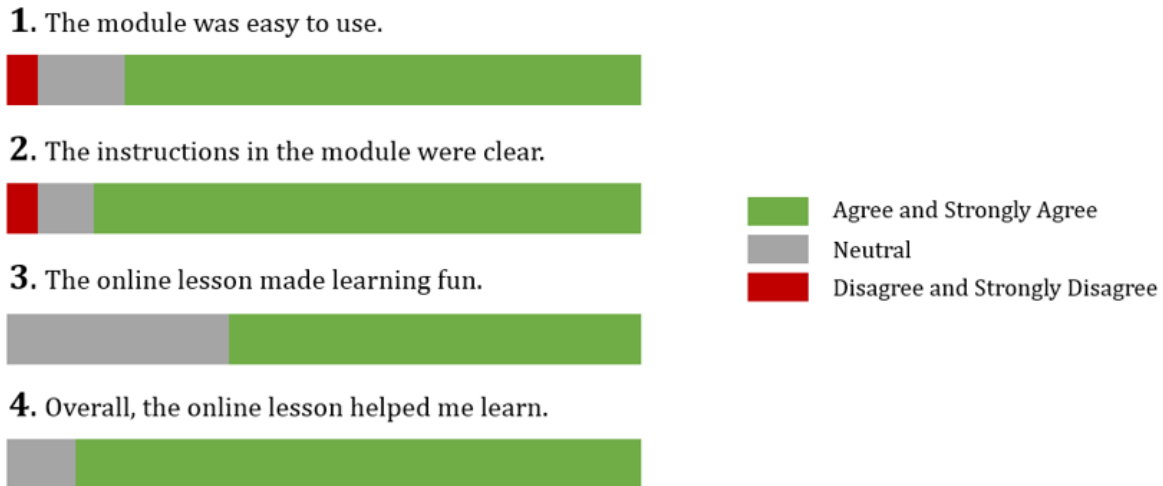 1. The module was easy to use.
2. The instructions in the module were clear.
Agree and Strongly Agree
Neutral
3. The online lesson made learning fun.
Disagree and Strongly Disagree
4. Overall, the online lesson helped me learn.